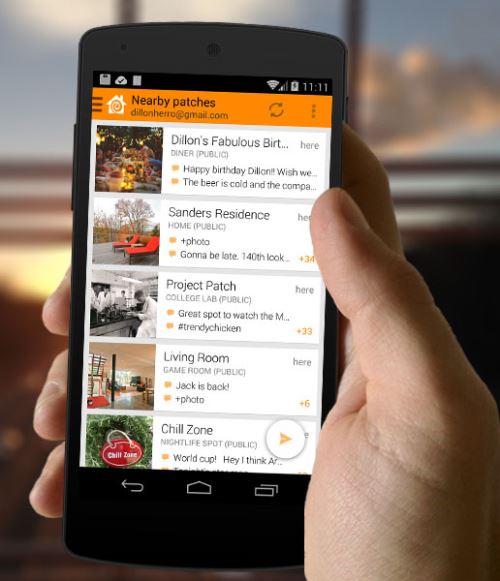 11:11
Nearby patches
dillonherro@gmail.com
Dillon's Fabulous Birt... here
DINER (PUBLIC)
Happy birthday Dillon!! Wish we...
The beer is cold and the compa...
Sanders Residence
HOME (PUBLIC)
+photo
Gonna be late. 140th look...
Project Patch here
COLLEGE LAB (PUBLIC)
Great spot to watch the M...
#trendychicken +33
Living Room here
GAME ROOM (PUBLIC)
Jack is back!
+photo +6
Chill Zone
Chill Zone
NIGHTLIFE SPOT (PUBLIC)
World cup! Hey I think Ar...